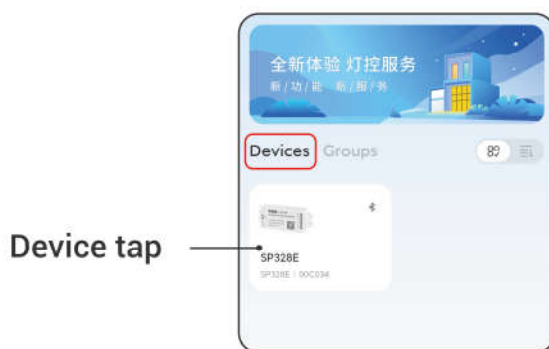 全新体验 灯控服务
新/功/能 新/服/务
Devices Groups
Device tap
SP328E
SP328E | 00C034